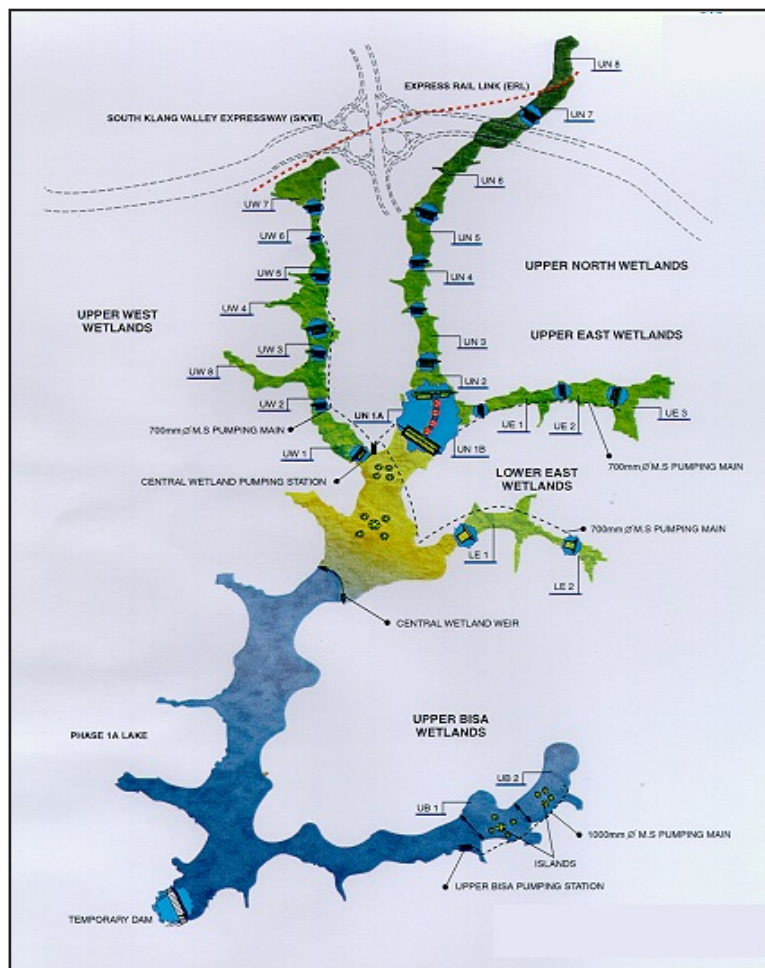 UN 8
EXPRESS RAIL LINK (ERL)
SOUTH KLANG VALLEY EXPRESSWAY (SKVE)
UN 7
UN 6
UW 7
UW 6
UN 5
UW 5
UN 4
UPPER NORTH WETLANDS
UPPER WEST
WETLANDS
UW 4
UPPER EAST WETLANDS
UW 3
UN 3
UW 8
UN 2
UW 2
UN 1A
UE 1
UE 2
UE 3
700mm Ø M.S PUMPING MAIN
UW 1
UN 1B
700mm Ø M.S PUMPING MAIN
CENTRAL WETLAND PUMPING STATION
LOWER EAST
WETLANDS
700mm Ø M.S PUMPING MAIN
LE 1
LE 2
CENTRAL WETLAND WEIR
PHASE 1A LAKE
UPPER BISA
WETLANDS
UB 2
UB 1
1000mm Ø M.S PUMPING MAIN
ISLANDS
UPPER BISA PUMPING STATION
TEMPORARY DAM